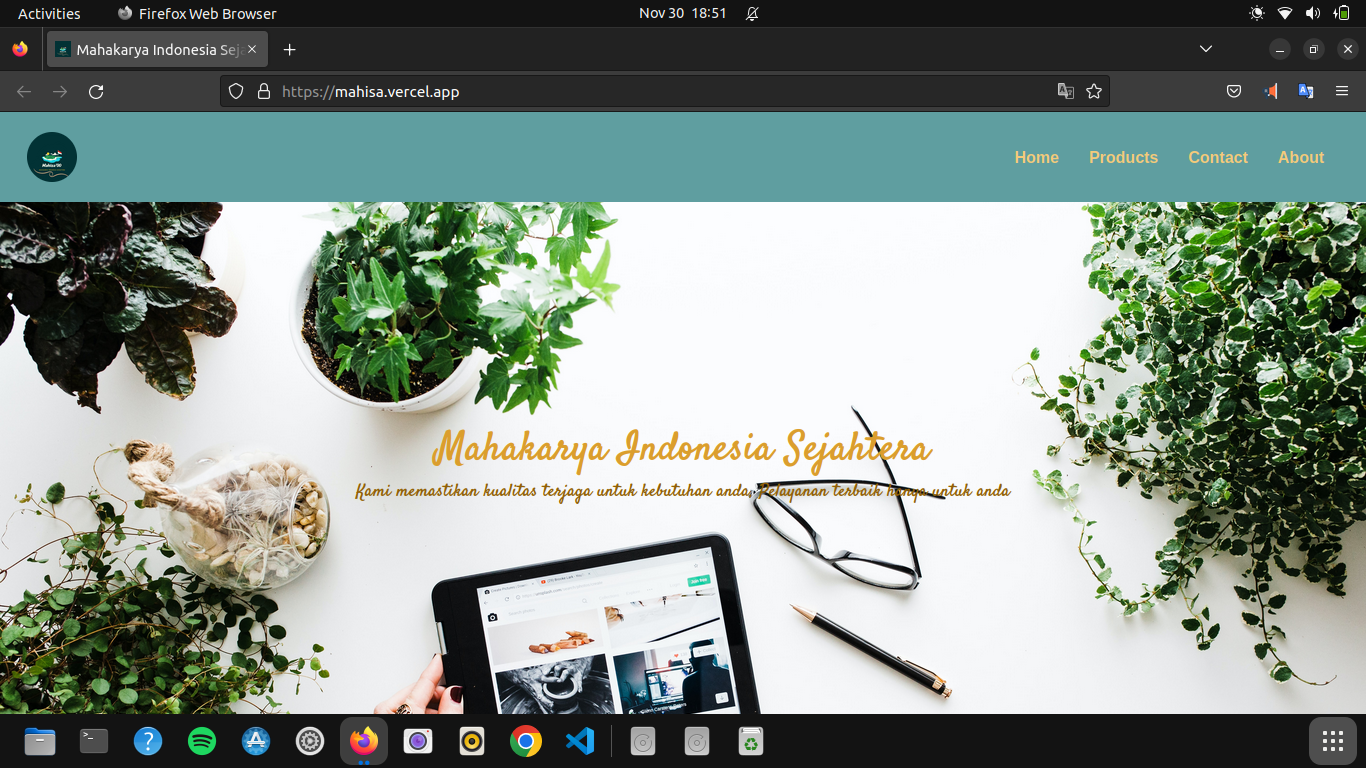 Activities Firefox Web Browser Nov 30 18:51
Mahakarya Indonesia Seja
https://mahisa.vercel.app
Home Products Contact About
Mahakarya Indonesia Sejahtera
Kami memastikan kualitas terjaga untuk kebutuhan anda, Pelayanan terbaik hanya untuk anda